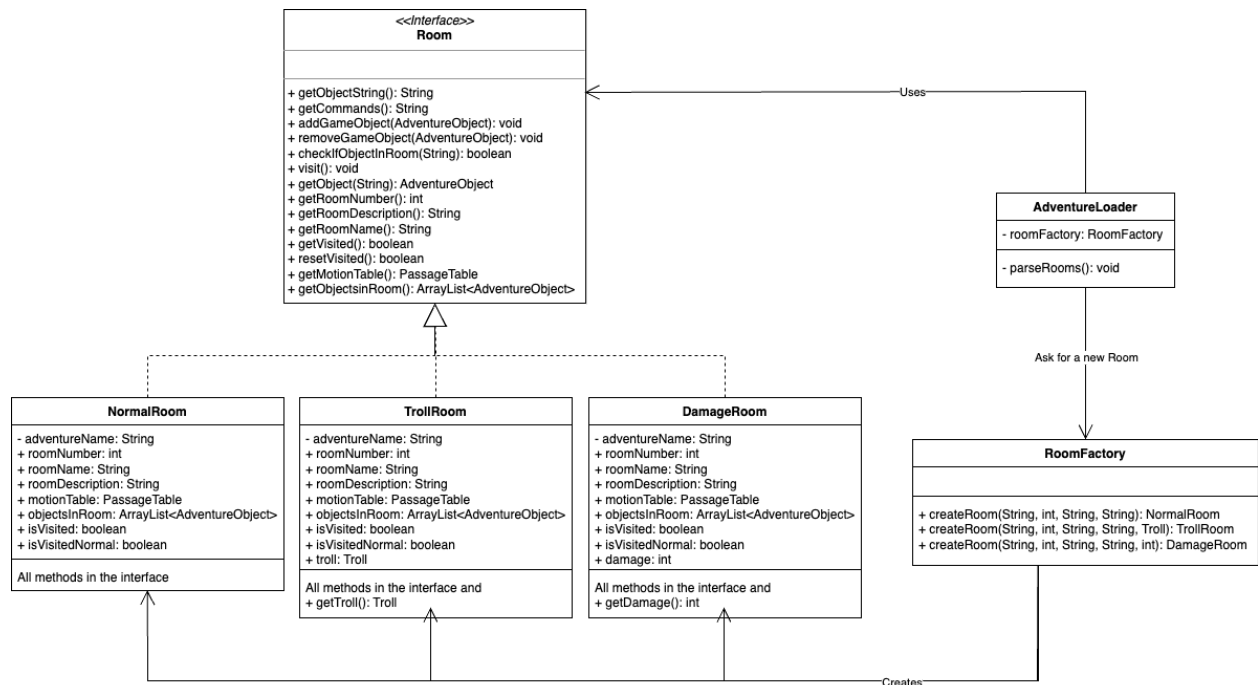 <<Interface>>
Room
+ getObjectString(): String
+ getCommands(): String
+ addGameObject(AdventureObject): void
+ removeGameObject(AdventureObject): void
+ checkIfObjectInRoom(String): boolean
+ visit(): void
+ getObject(String): AdventureObject
+ getRoomNumber(): int
+ getRoomDescription(): String
+ getRoomName(): String
+ getVisited(): boolean
+ resetVisited(): boolean
+ getMotionTable(): PassageTable
+ getObjectsinRoom(): ArrayList<AdventureObject>
Uses
AdventureLoader
- roomFactory: RoomFactory
- parseRooms(): void
Ask for a new Room
NormalRoom
- adventureName: String
+ roomNumber: int
+ roomName: String
+ roomDescription: String
+ motionTable: PassageTable
+ objectsInRoom: ArrayList<AdventureObject>
+ isVisited: boolean
+ isVisitedNormal: boolean
All methods in the interface
TrollRoom
- adventureName: String
+ roomNumber: int
+ roomName: String
+ roomDescription: String
+ motionTable: PassageTable
+ objectsInRoom: ArrayList<AdventureObject>
+ isVisited: boolean
+ isVisitedNormal: boolean
+ troll: Troll
All methods in the interface and
+ getTroll(): Troll
DamageRoom
- adventureName: String
+ roomNumber: int
+ roomName: String
+ roomDescription: String
+ motionTable: PassageTable
+ objectsInRoom: ArrayList<AdventureObject>
+ isVisited: boolean
+ isVisitedNormal: boolean
+ damage: int
All methods in the interface and
+ getDamage(): int
RoomFactory
+ createRoom(String, int, String, String): NormalRoom
+ createRoom(String, int, String, String, Troll): TrollRoom
+ createRoom(String, int, String, String, int): DamageRoom
Creates